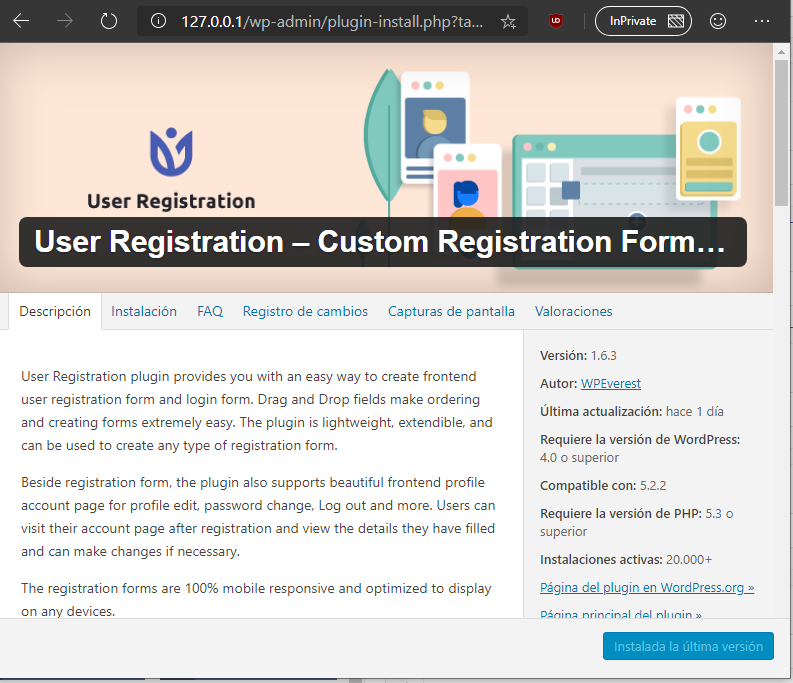 127.0.0.1/wp-admin/plugin-install.php?ta...
UD
InPrivate
User Registration
User Registration – Custom Registration Form…
Descripción
Instalación
FAQ
Registro de cambios
Capturas de pantalla
Valoraciones
User Registration plugin provides you with an easy way to create frontend
user registration form and login form. Drag and Drop fields make ordering
and creating forms extremely easy. The plugin is lightweight, extendible, and
can be used to create any type of registration form.
Beside registration form, the plugin also supports beautiful frontend profile
account page for profile edit, password change, Log out and more. Users can
visit their account page after registration and view the details they have filled
and can make changes if necessary.
The registration forms are 100% mobile responsive and optimized to display
on any devices.
Versión: 1.6.3
Autor: WPEverest
Última actualización: hace 1 día
Requiere la versión de WordPress:
4.0 o superior
Compatible con: 5.2.2
Requiere la versión de PHP: 5.3 o
superior
Instalaciones activas: 20.000+
Página del plugin en WordPress.org »
Página principal del plugin »
Instalada la última versión